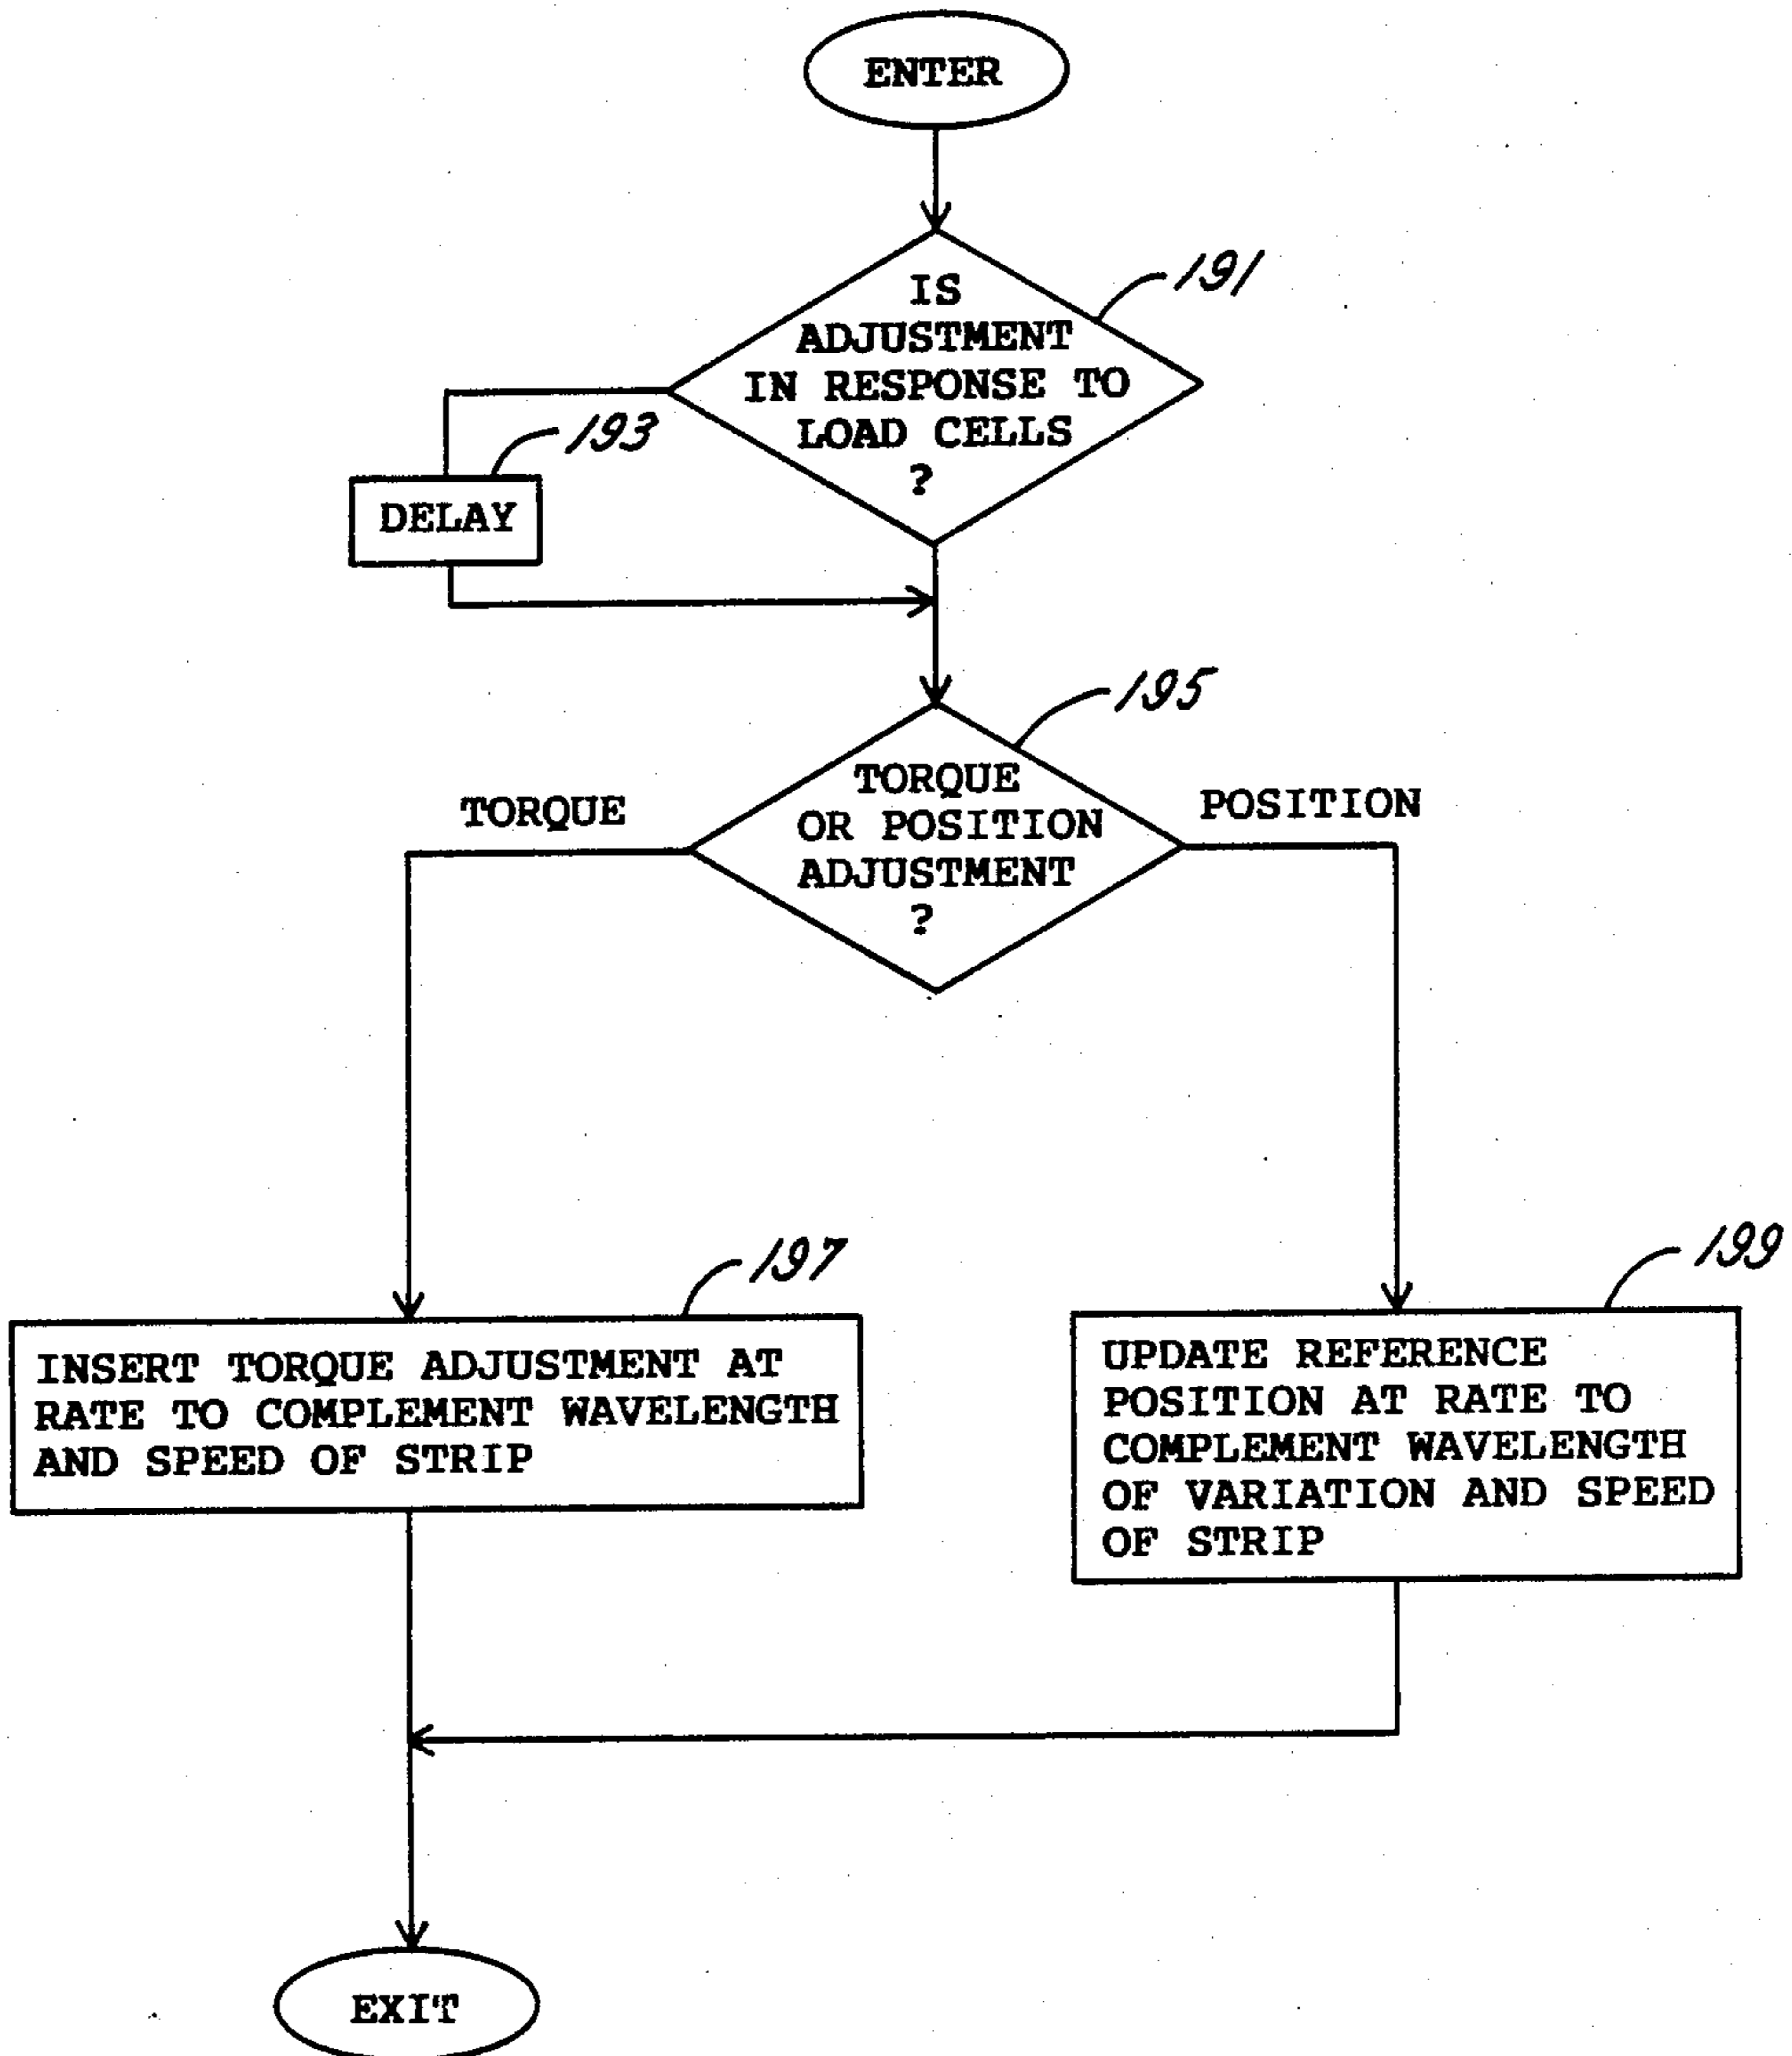 ENTER
IS
ADJUSTMENT
IN RESPONSE TO
LOAD CELLS
?
191
193
DELAY
195
TORQUE
OR POSITION
ADJUSTMENT
?
TORQUE
POSITION
197
INSERT TORQUE ADJUSTMENT AT
RATE TO COMPLEMENT WAVELENGTH
AND SPEED OF STRIP
199
UPDATE REFERENCE
POSITION AT RATE TO
COMPLEMENT WAVELENGTH
OF VARIATION AND SPEED
OF STRIP
EXIT